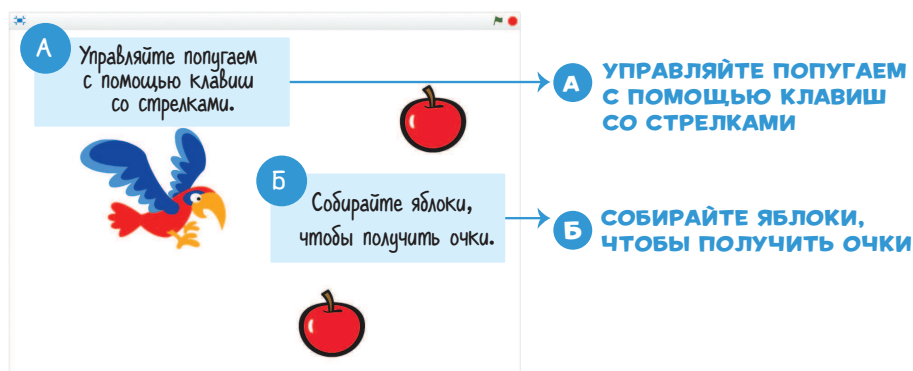 А
Управляйте попугаем
с помощью клавиш
со стрелками.
А
УПРАВЛЯЙТЕ ПОПУГАЕМ
С ПОМОЩЬЮ КЛАВИШ
СО СТРЕЛКАМИ
Б
Собирайте яблоки,
чтобы получить очки.
Б
СОБИРАЙТЕ ЯБЛОКИ,
ЧТОБЫ ПОЛУЧИТЬ ОЧКИ